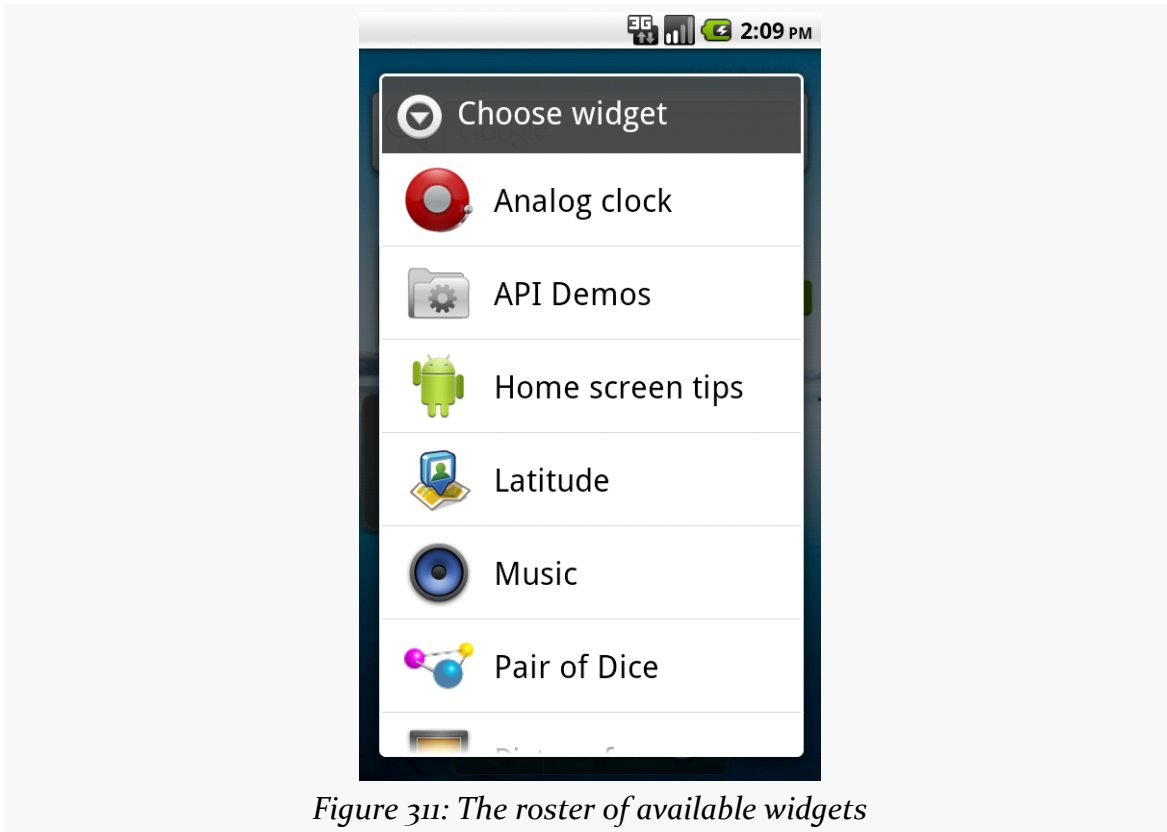 3G
2:09 PM
Choose widget
Analog clock
API Demos
Home screen tips
Latitude
Music
Pair of Dice
Figure 311: The roster of available widgets